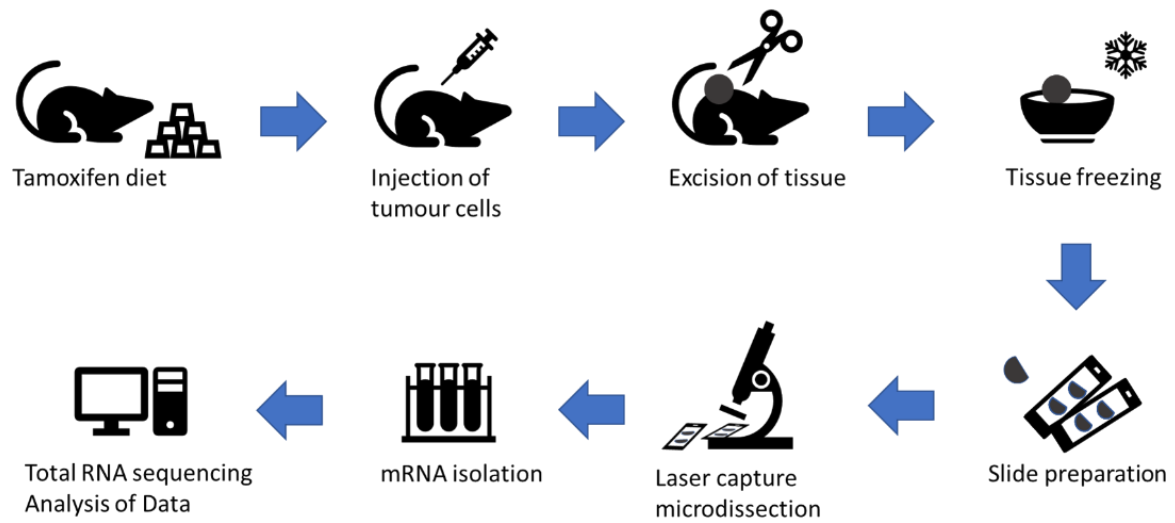 Tamoxifen diet
Injection of
tumour cells
Excision of tissue
Tissue freezing
Slide preparation
Laser capture
microdissection
mRNA isolation
Total RNA sequencing
Analysis of Data